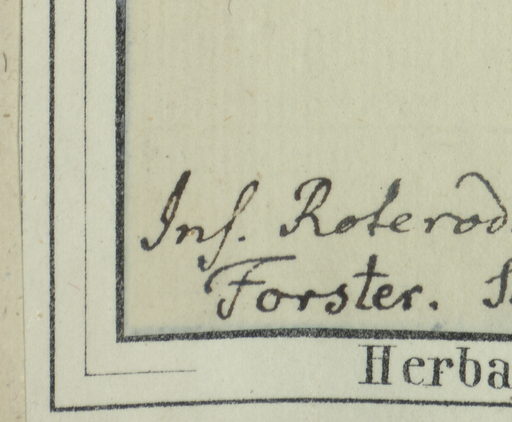 Ins. Roterod
Forster. S
Herba